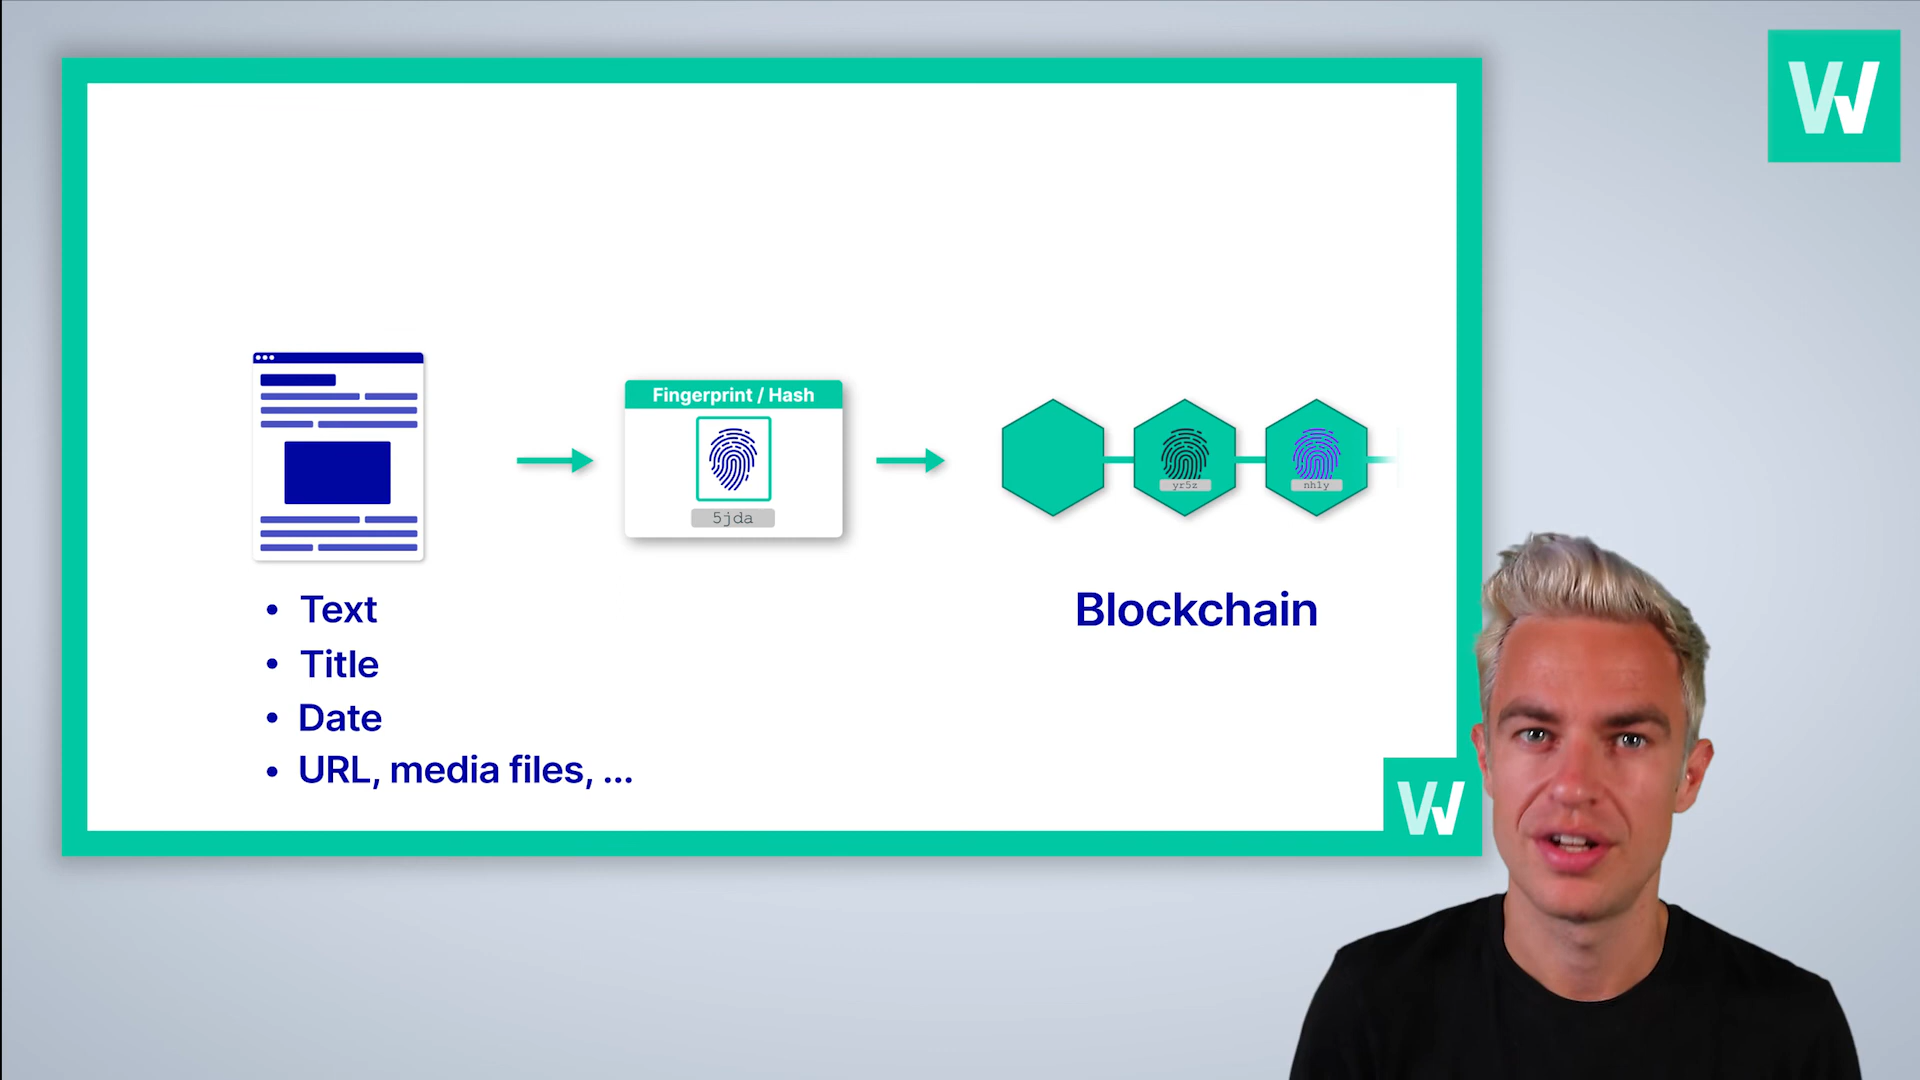 W
Fingerprint / Hash
5jda
yr5z
nhly
Text
Title
Date
URL, media files, ...
Blockchain
W